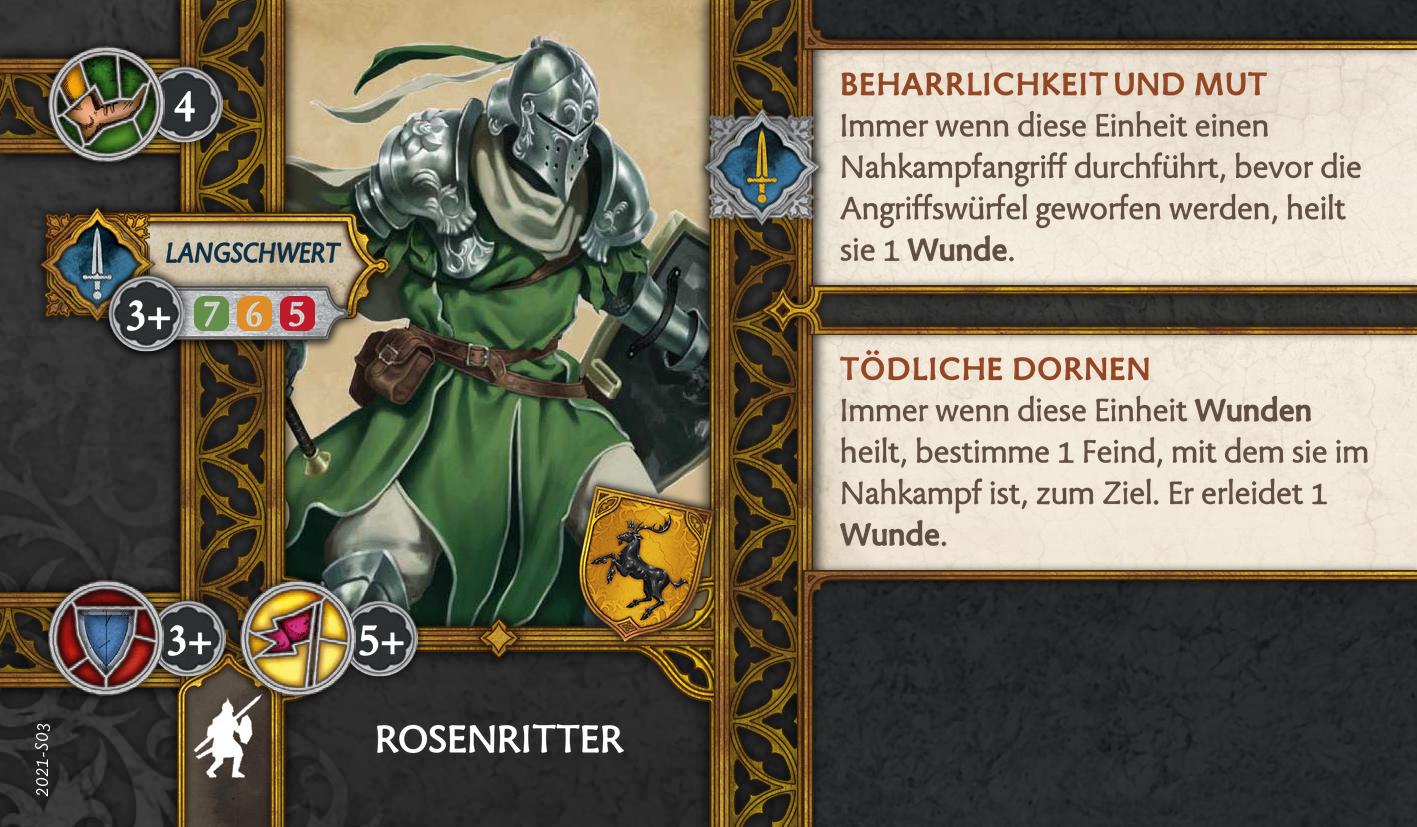 4
LANGSCHWERT
3+ 7 6 5
3+ 5+
ROSENRITTER
2021-S03
BEHARRLICHKEIT UND MUT
Immer wenn diese Einheit einen
Nahkampfangriff durchführt, bevor die
Angriffswürfel geworfen werden, heilt
sie 1 Wunde.
TÖDLICHE DORNEN
Immer wenn diese Einheit Wunden
heilt, bestimme 1 Feind, mit dem sie im
Nahkampf ist, zum Ziel. Er erleidet 1
Wunde.